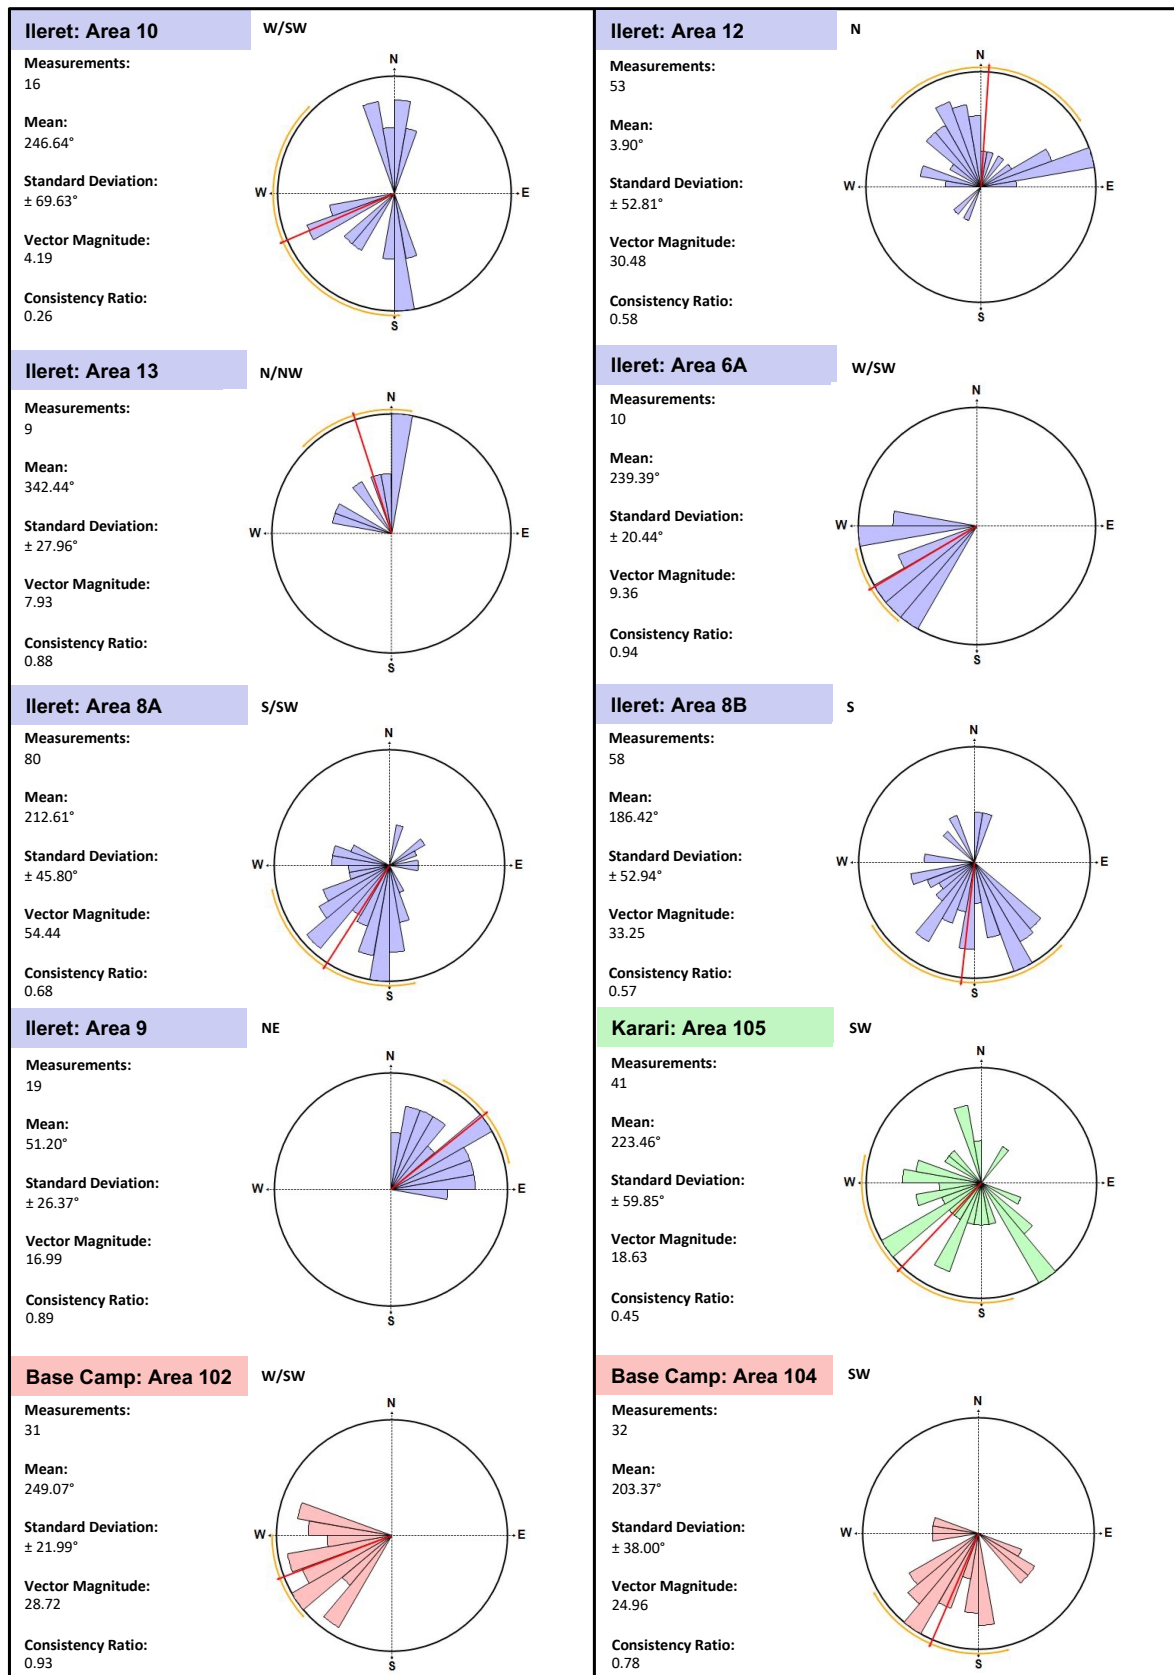 Ileret: Area 10
W/SW
Measurements:
16
Mean:
246.64°
Standard Deviation:
± 69.63°
Vector Magnitude:
4.19
Consistency Ratio:
0.26
N
W
E
S
Ileret: Area 12
N
Measurements:
53
Mean:
3.90°
Standard Deviation:
± 52.81°
Vector Magnitude:
30.48
Consistency Ratio:
0.58
N
W
E
S
Ileret: Area 13
N/NW
Measurements:
9
Mean:
342.44°
Standard Deviation:
± 27.96°
Vector Magnitude:
7.93
Consistency Ratio:
0.88
N
W
E
S
Ileret: Area 6A
W/SW
Measurements:
10
Mean:
239.39°
Standard Deviation:
± 20.44°
Vector Magnitude:
9.36
Consistency Ratio:
0.94
N
W
E
S
Ileret: Area 8A
S/SW
Measurements:
80
Mean:
212.61°
Standard Deviation:
± 45.80°
Vector Magnitude:
54.44
Consistency Ratio:
0.68
N
W
E
S
Ileret: Area 8B
S
Measurements:
58
Mean:
186.42°
Standard Deviation:
± 52.94°
Vector Magnitude:
33.25
Consistency Ratio:
0.57
N
W
E
S
Ileret: Area 9
NE
Measurements:
19
Mean:
51.20°
Standard Deviation:
± 26.37°
Vector Magnitude:
16.99
Consistency Ratio:
0.89
N
W
E
S
Karari: Area 105
SW
Measurements:
41
Mean:
223.46°
Standard Deviation:
± 59.85°
Vector Magnitude:
18.63
Consistency Ratio:
0.45
N
W
E
S
Base Camp: Area 102
W/SW
Measurements:
31
Mean:
249.07°
Standard Deviation:
± 21.99°
Vector Magnitude:
28.72
Consistency Ratio:
0.93
N
W
E
S
Base Camp: Area 104
SW
Measurements:
32
Mean:
203.37°
Standard Deviation:
± 38.00°
Vector Magnitude:
24.96
Consistency Ratio:
0.78
N
W
E
S